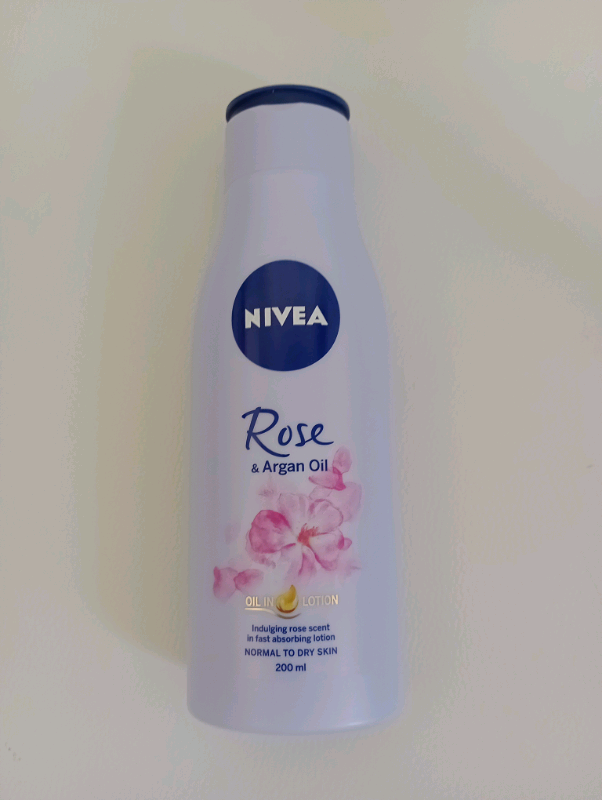 NIVEA
Rose
& Argan Oil
OIL IN LOTION
Indulging rose scent
in fast absorbing lotion
NORMAL TO DRY SKIN
200 ml